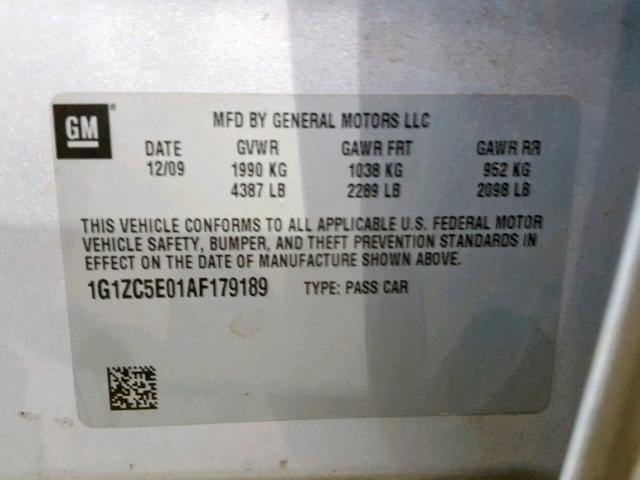 GM
MFD BY GENERAL MOTORS LLC
DATE GVWR GAWR FRT GAWR RR
12/09 1990 KG 1038 KG 952 KG
4387 LB 2289 LB 2098 LB
THIS VEHICLE CONFORMS TO ALL APPLICABLE U.S. FEDERAL MOTOR
VEHICLE SAFETY, BUMPER, AND THEFT PREVENTION STANDARDS IN
EFFECT ON THE DATE OF MANUFACTURE SHOWN ABOVE.
1G1ZC5E01AF179189 TYPE: PASS CAR